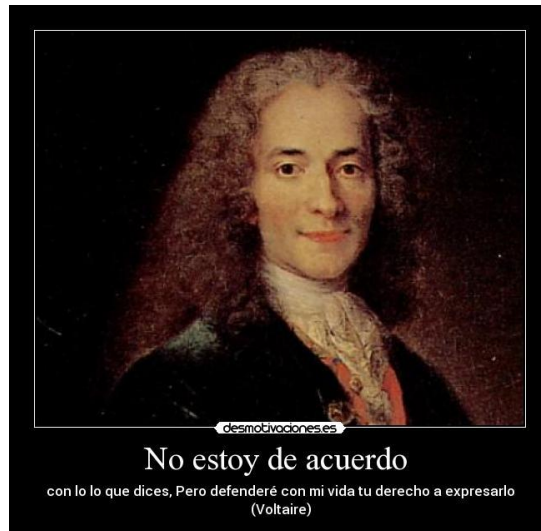 desmotivaciones.es
No estoy de acuerdo
con lo lo que dices, Pero defenderé con mi vida tu derecho a expresarlo
(Voltaire)